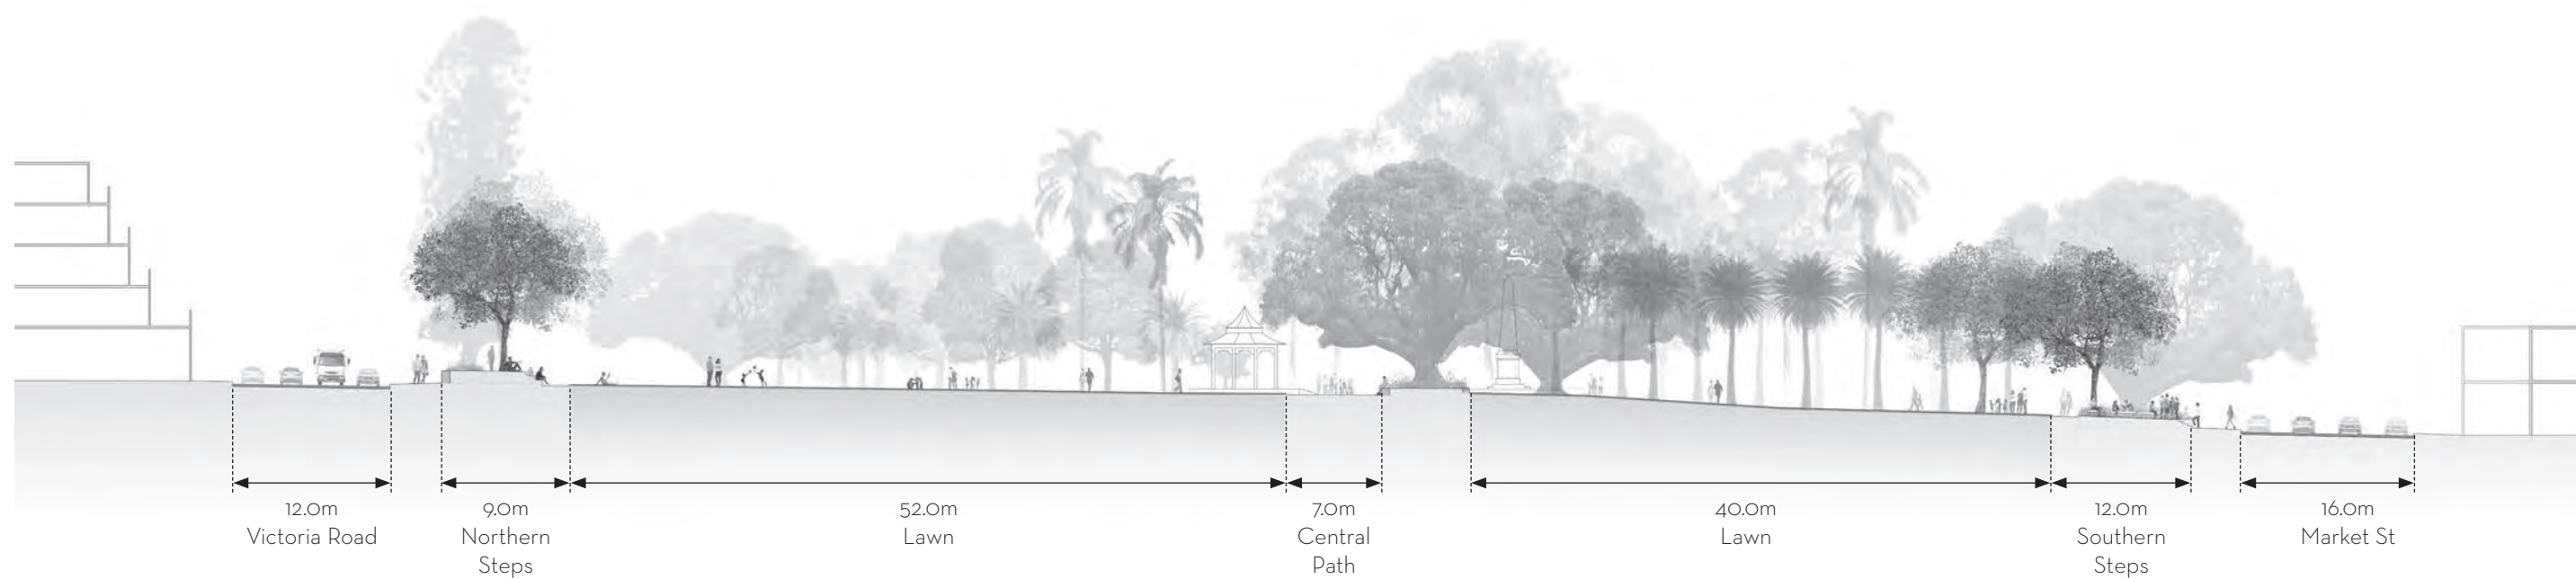 12.0m
Victoria Road
9.0m
Northern
Steps
52.0m
Lawn
7.0m
Central
Path
40.0m
Lawn
12.0m
Southern
Steps
16.0m
Market St